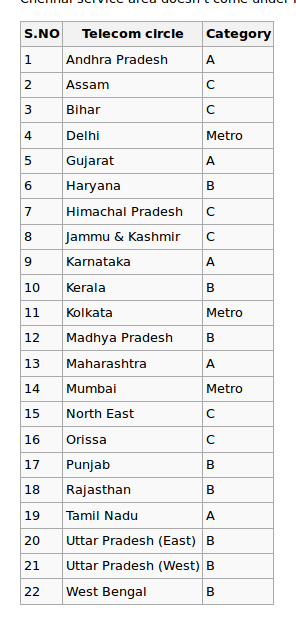 Chennai service area doesn't come under
S.NO Telecom circle Category
1 Andhra Pradesh A
2 Assam C
3 Bihar C
4 Delhi Metro
5 Gujarat A
6 Haryana B
7 Himachal Pradesh C
8 Jammu & Kashmir C
9 Karnataka A
10 Kerala B
11 Kolkata Metro
12 Madhya Pradesh B
13 Maharashtra A
14 Mumbai Metro
15 North East C
16 Orissa C
17 Punjab B
18 Rajasthan B
19 Tamil Nadu A
20 Uttar Pradesh (East) B
21 Uttar Pradesh (West) B
22 West Bengal B